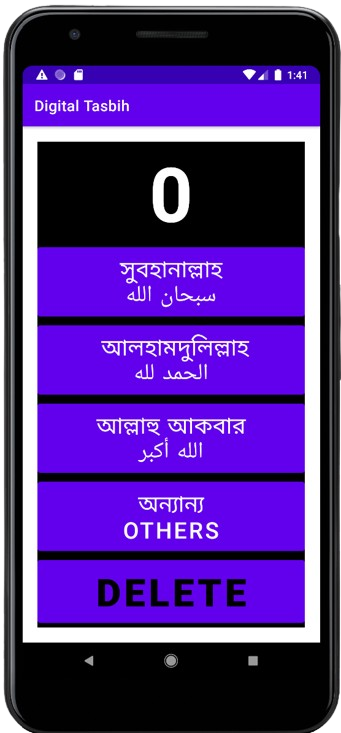 1:41
Digital Tasbih
0
সুবহানাল্লাহ
سبحان الله
আলহামদুলিল্লাহ
الحمد لله
আল্লাহু আকবার
الله أكبر
অন্যান্য
OTHERS
DELETE